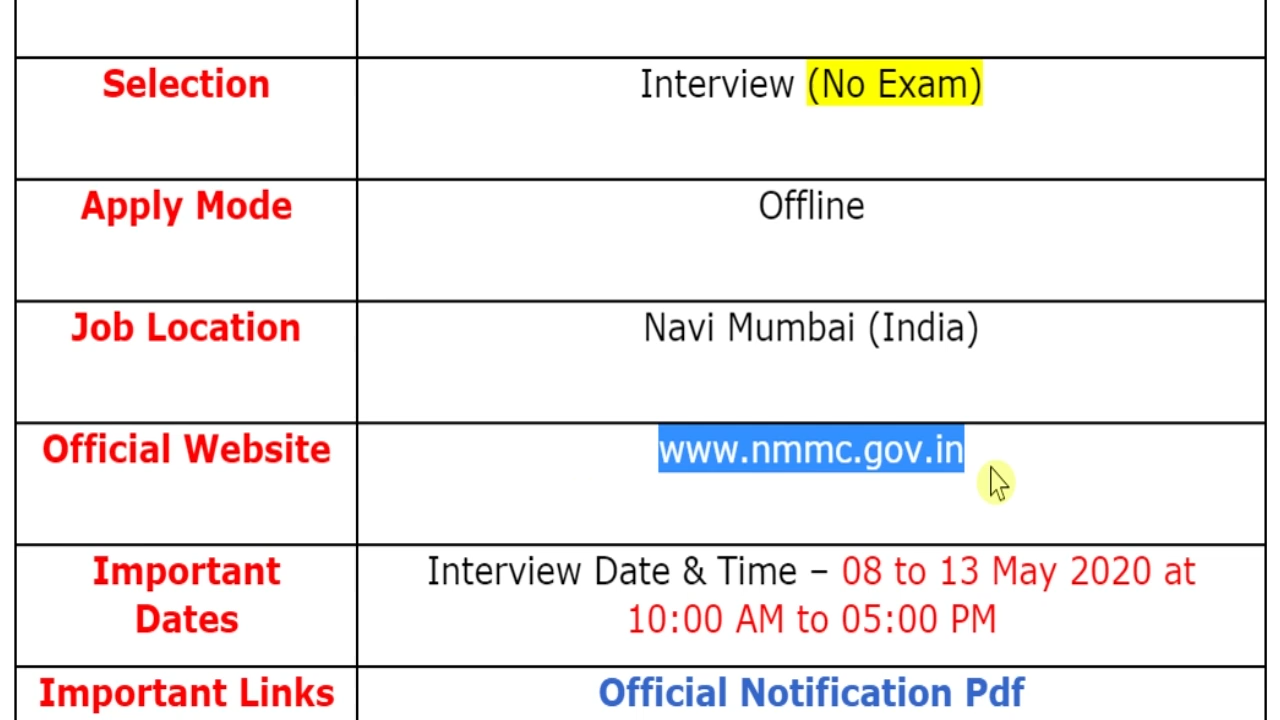 Selection
Interview (No Exam)
Apply Mode
Offline
Job Location
Navi Mumbai (India)
Official Website
www.nmmc.gov.in
Important
Dates
Interview Date & Time – 08 to 13 May 2020 at
10:00 AM to 05:00 PM
Important Links
Official Notification Pdf